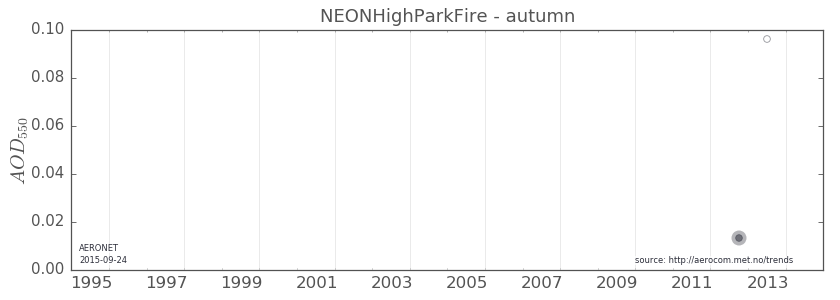 NEONHighParkFire - autumn
0.10
0.08
0.06
0.04
0.02
0.00
AOD550
AERONET
2015-09-24
source: http://aerocom.met.no/trends
1995 1997 1999 2001 2003 2005 2007 2009 2011 2013